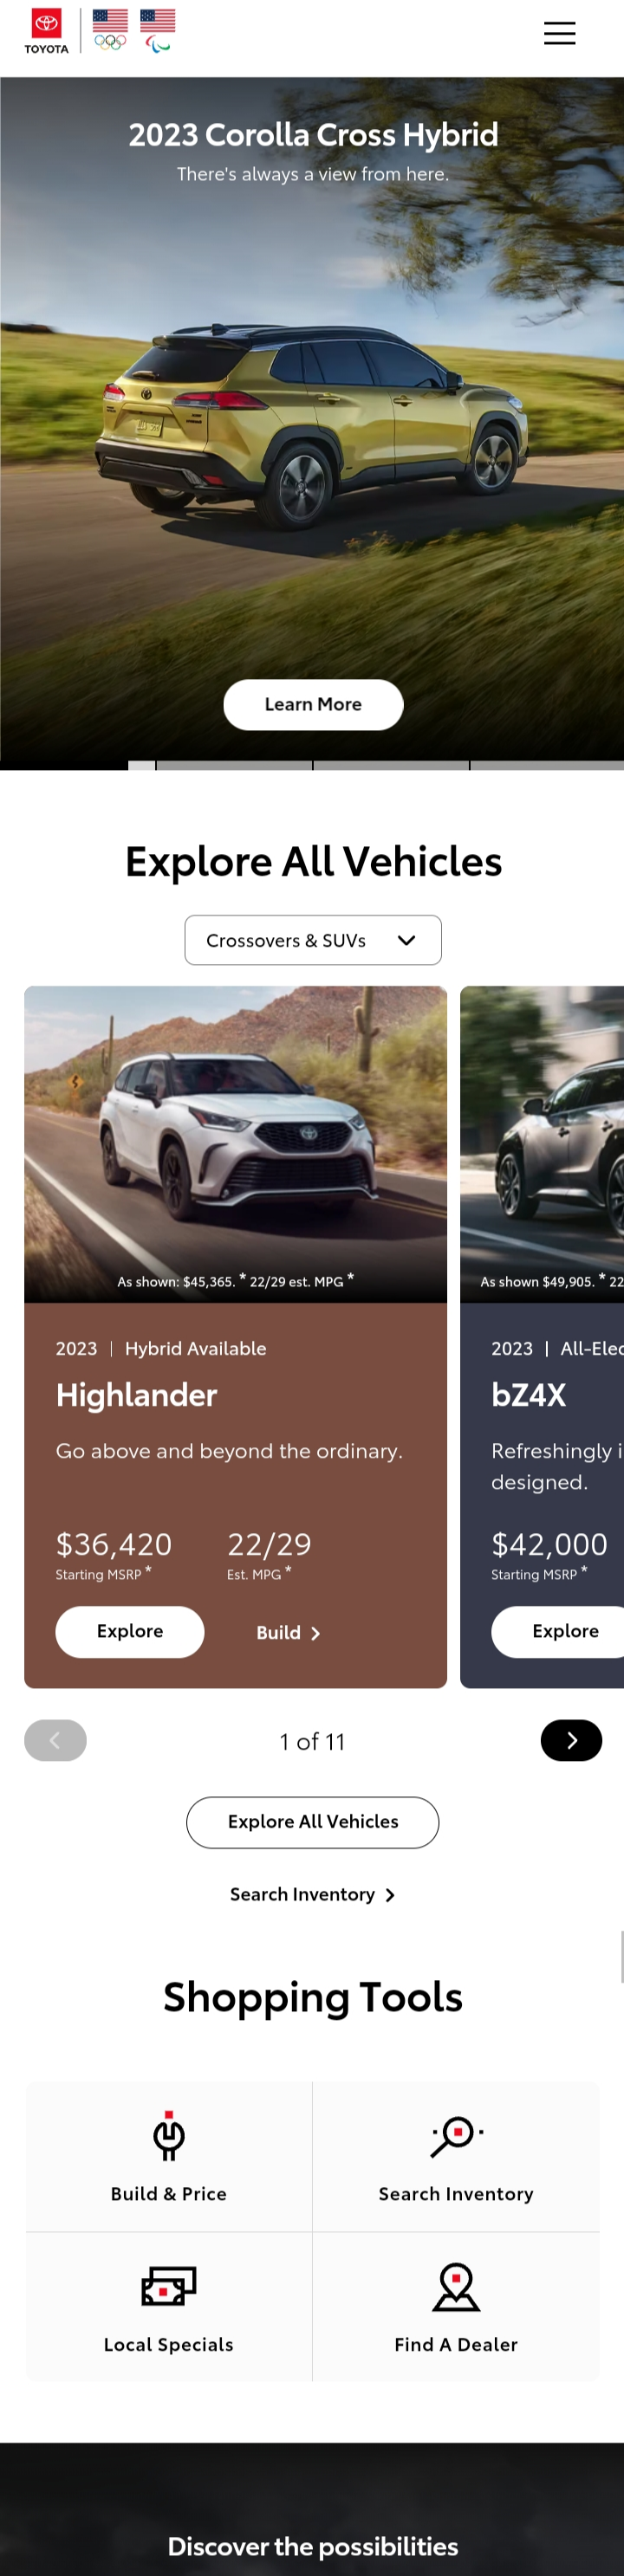 TOYOTA
2023 Corolla Cross Hybrid
There's always a view from here.
Learn More
Explore All Vehicles
Crossovers & SUVs
As shown: $45,365.* 22/29 est. MPG*
2023 | Hybrid Available
Highlander
Go above and beyond the ordinary.
$36,420 22/29
Starting MSRP* Est. MPG*
Explore Build
As shown $49,905.* 22
2023 | All-Elec
bZ4X
Refreshingly i
designed.
$42,000
Starting MSRP*
Explore
1 of 11
Explore All Vehicles
Search Inventory
Shopping Tools
Build & Price Search Inventory
Local Specials Find A Dealer
Discover the possibilities